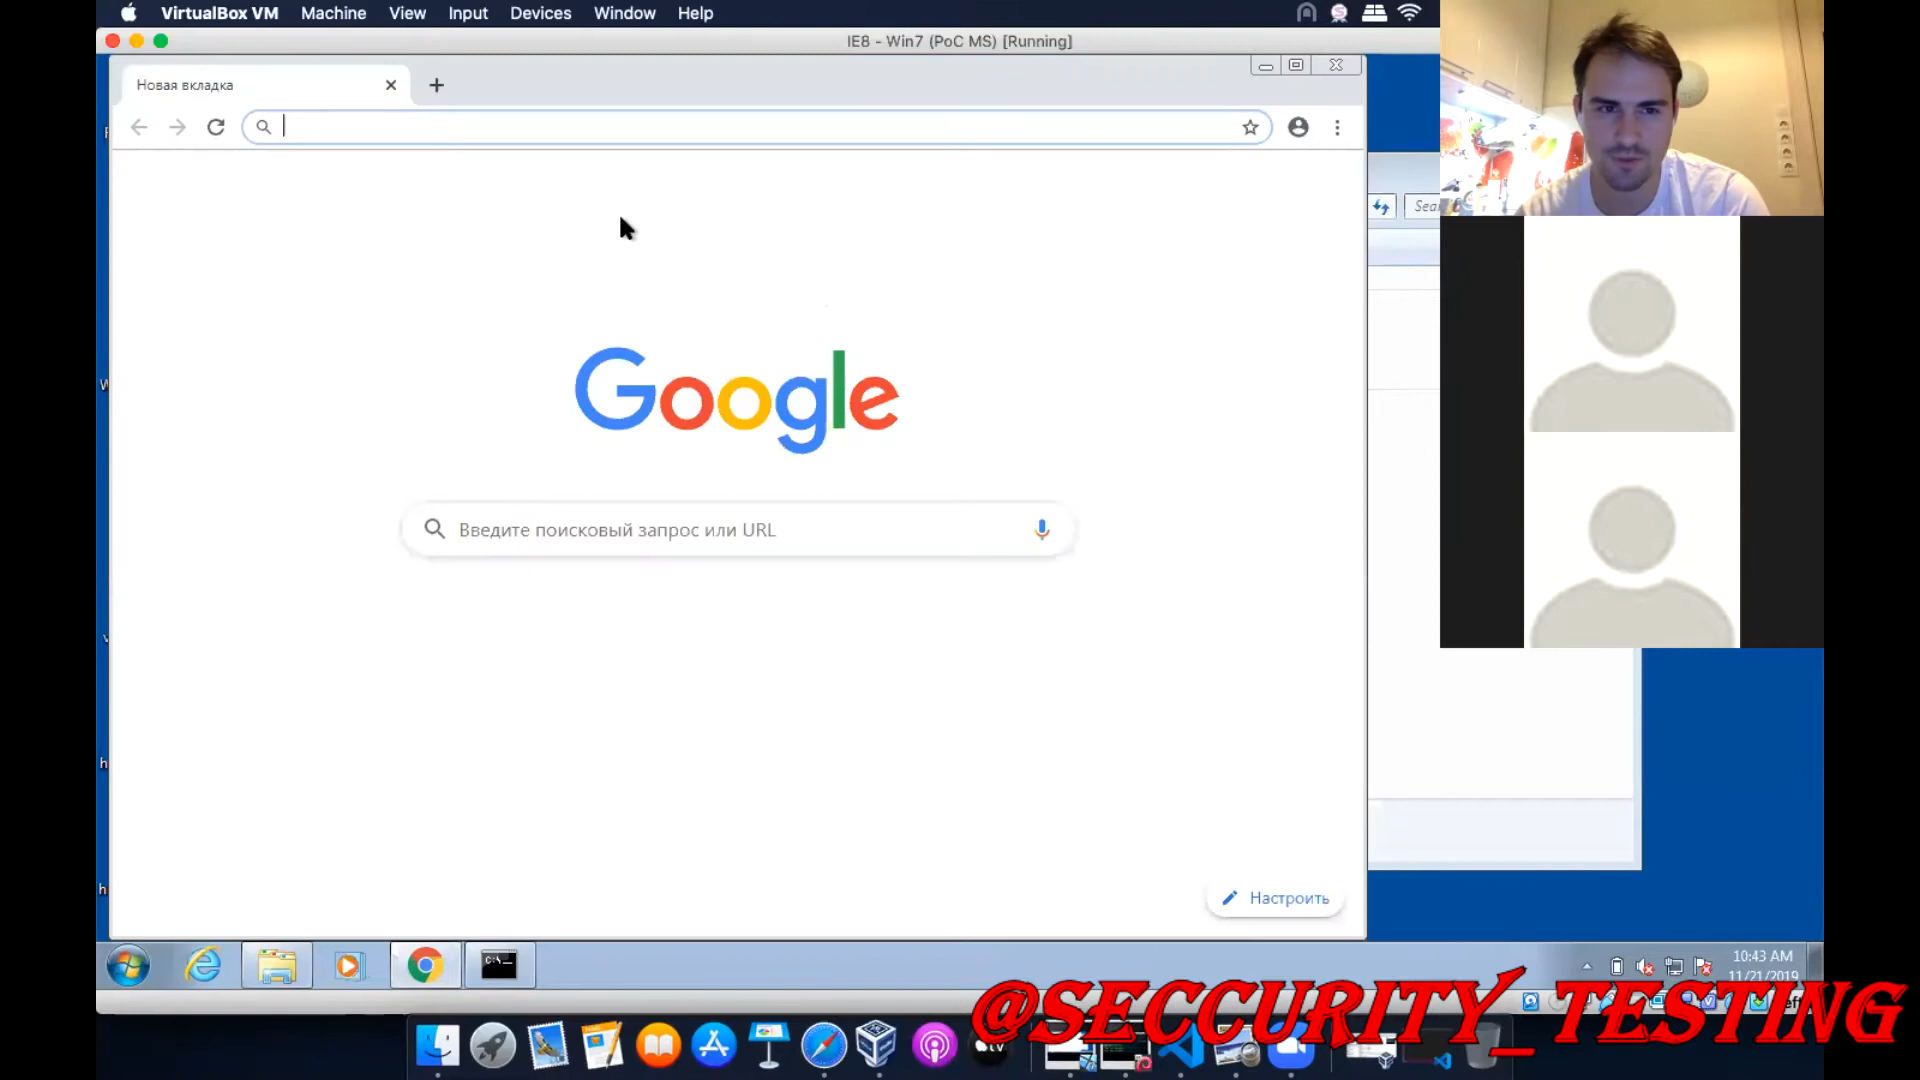 VirtualBox VM Machine View Input Devices Window Help
IE8 - Win7 (PoC MS) [Running]
Новая вкладка
Google
Введите поисковый запрос или URL
Настроить
C:\._
10:43 AM
11/21/2019
@SECCURITY_TESTING
tv